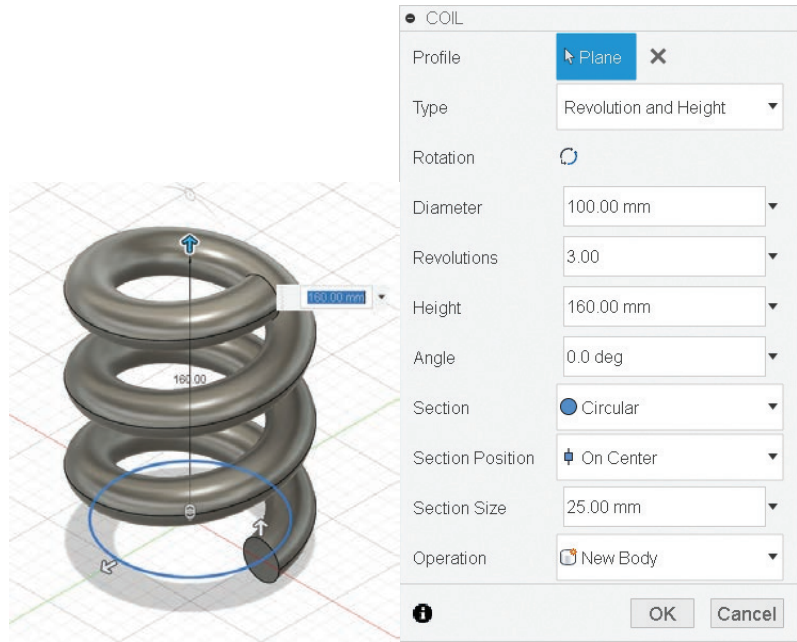 COIL
Profile Plane
Type Revolution and Height
Rotation
Diameter 100.00 mm
Revolutions 3.00
Height 160.00 mm
Angle 0.0 deg
Section Circular
Section Position On Center
Section Size 25.00 mm
Operation New Body
OK Cancel
160.00 mm
160.00